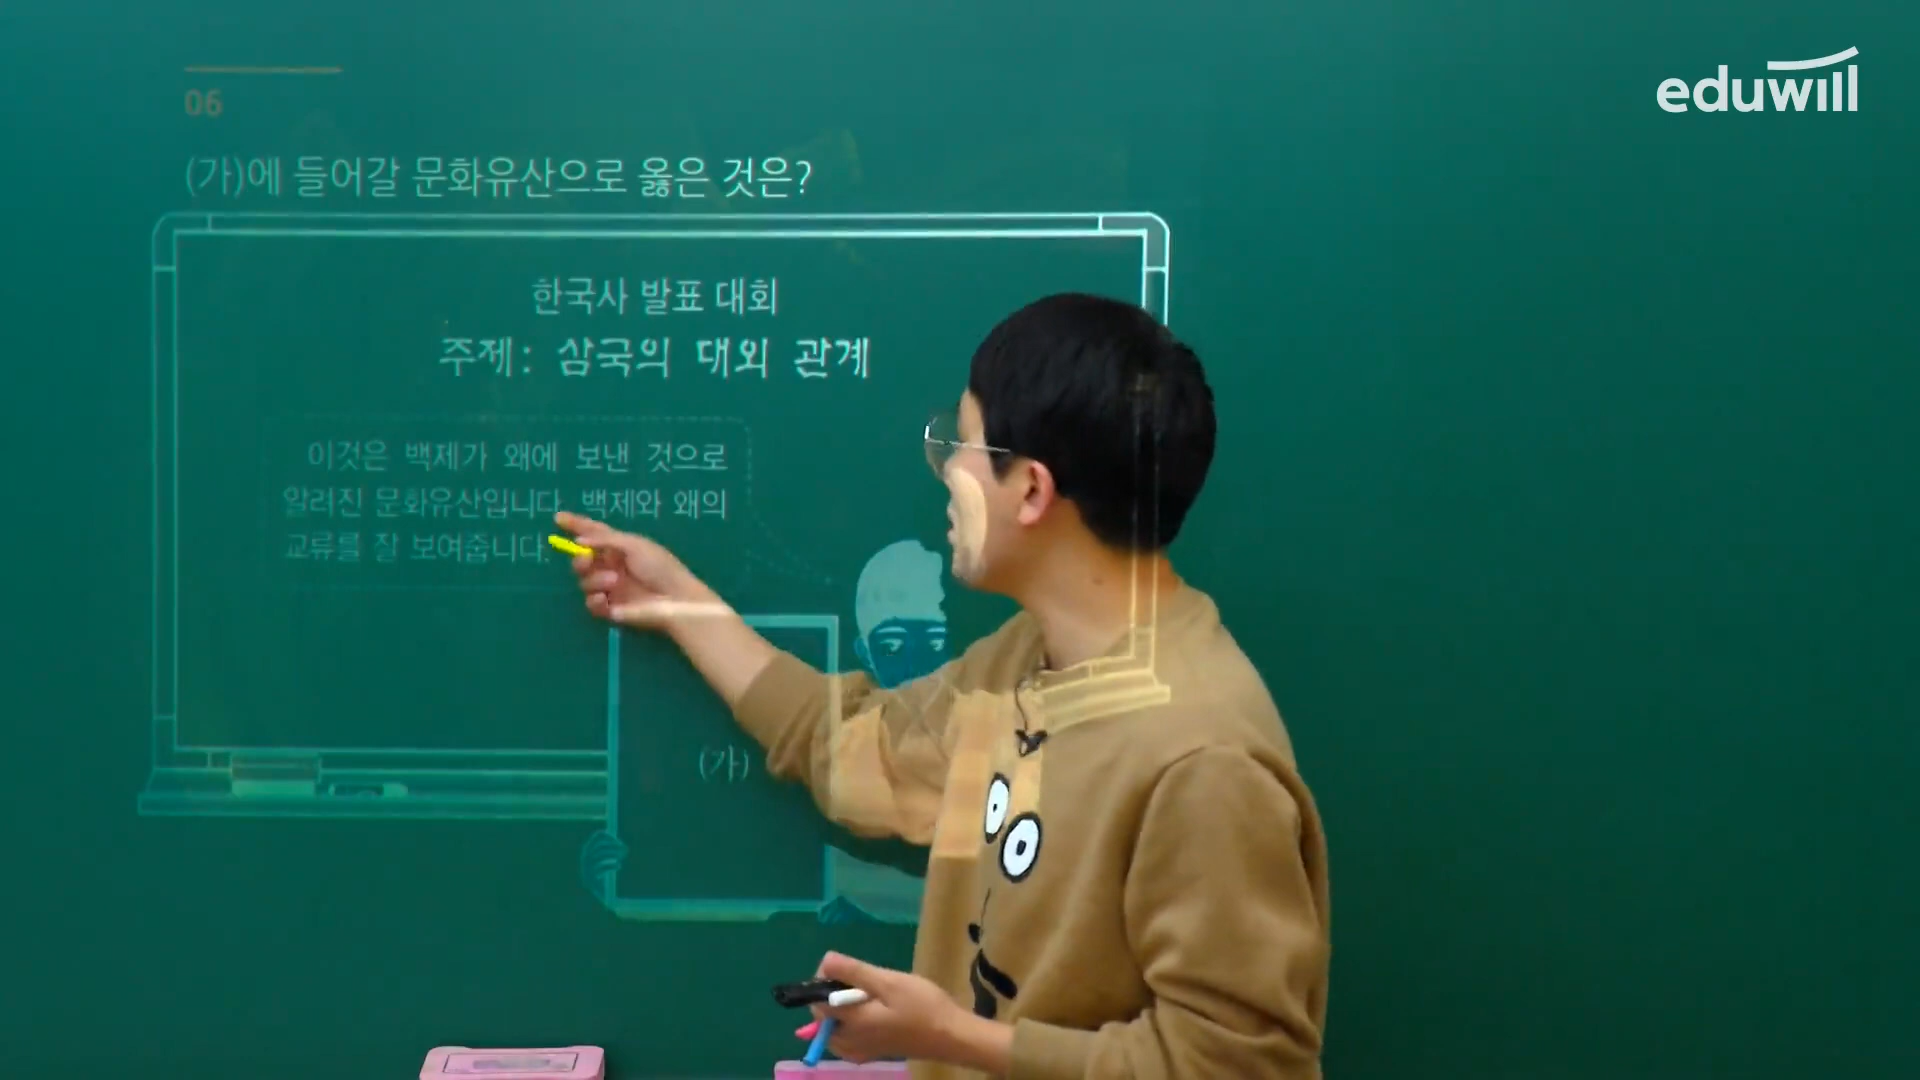 eduwill
06
(가)에 들어갈 문화유산으로 옳은 것은?
한국사 발표 대회
주제: 삼국의 대외 관계
이것은 백제가 왜에 보낸 것으로
알려진 문화유산입니다. 백제와 왜의
교류를 잘 보여줍니다.
(가)